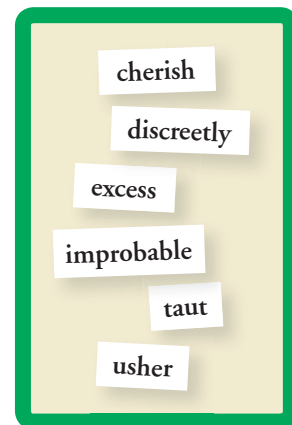 cherish
discreetly
excess
improbable
taut
usher